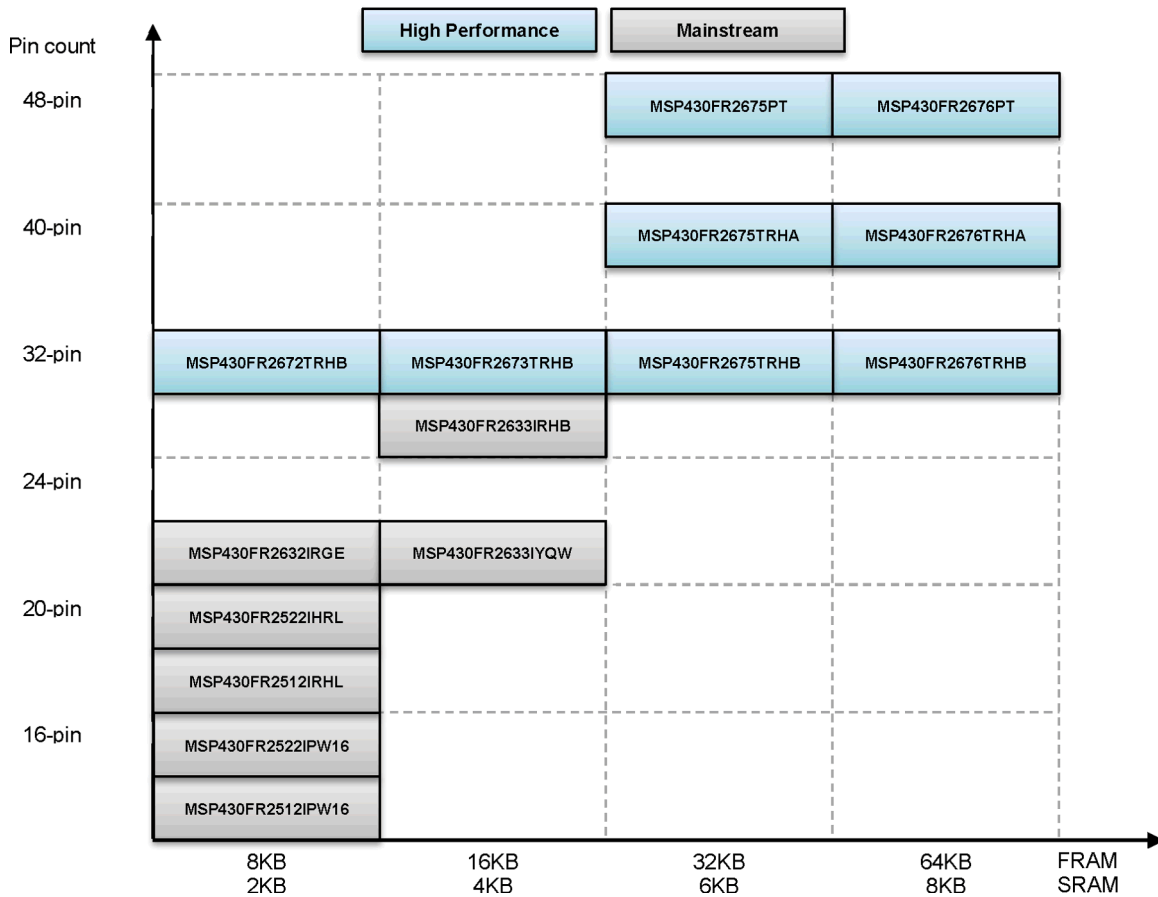 High Performance
Mainstream
Pin count
48-pin
MSP430FR2675PT
MSP430FR2676PT
40-pin
MSP430FR2675TRHA
MSP430FR2676TRHA
32-pin
MSP430FR2672TRHB
MSP430FR2673TRHB
MSP430FR2675TRHB
MSP430FR2676TRHB
MSP430FR2633IRHB
24-pin
MSP430FR2632IRGE
MSP430FR2633IYQW
20-pin
MSP430FR2522IHRL
MSP430FR2512IRHL
16-pin
MSP430FR2522IPW16
MSP430FR2512IPW16
8KB 16KB 32KB 64KB FRAM
2KB 4KB 6KB 8KB SRAM